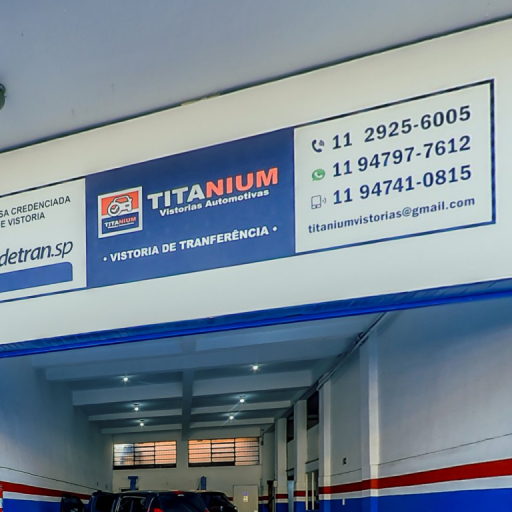 SA CREDENCIADA
E VISTORIA
detran.sp
TITANIUM
TITANIUM
Vistorias Automotivas
• VISTORIA DE TRANFERÊNCIA •
11 2925-6005
11 94797-7612
11 94741-0815
titaniumvistorias@gmail.com